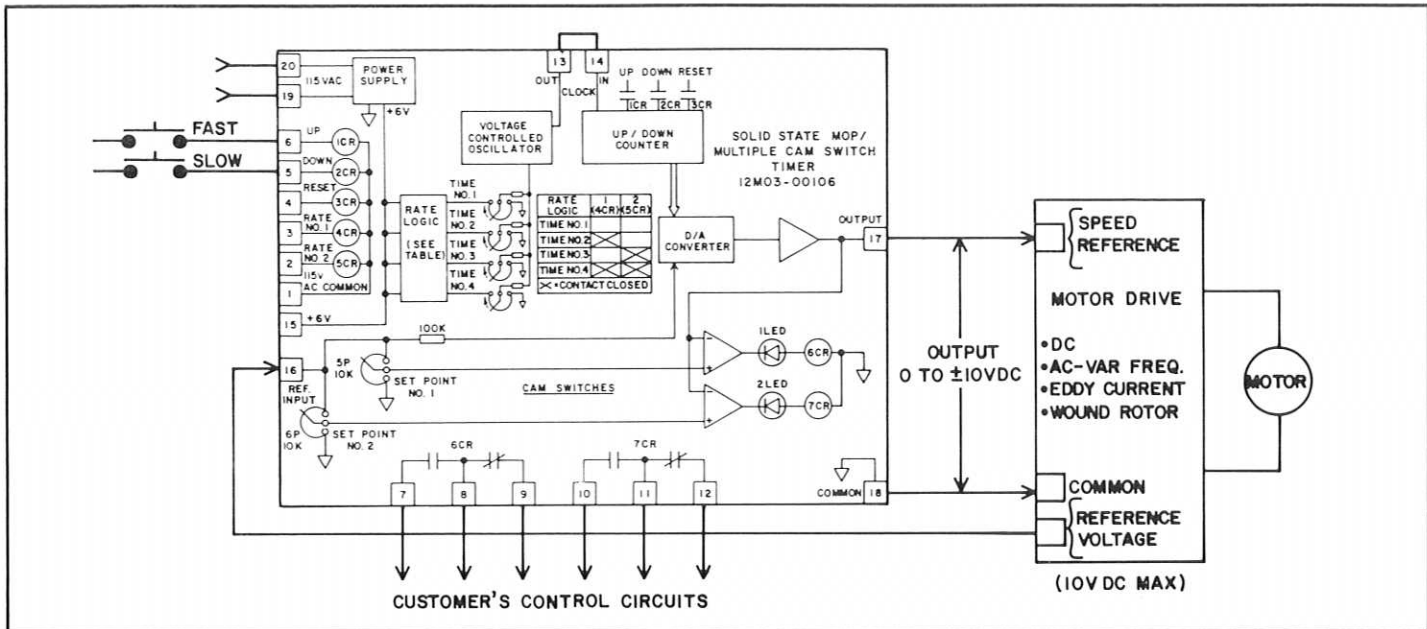 20
115VAC
19
POWER
SUPPLY
+6V
FAST
6
UP
1CR
SLOW
5
DOWN
2CR
4
RESET
3CR
3
RATE
NO.1
4CR
2
RATE
NO.2
5CR
1
115V
AC COMMON
15
+6V
16
REF.
INPUT
13
14
OUT
IN
CLOCK
UP DOWN RESET
1CR
2CR
3CR
VOLTAGE
CONTROLLED
OSCILLATOR
UP/DOWN
COUNTER
SOLID STATE MOP/
MULTIPLE CAM SWITCH
TIMER
12M03-00106
RATE
LOGIC
(SEE
TABLE)
TIME
NO.1
TIME
NO.2
TIME
NO.3
TIME
NO.4
RATE
LOGIC
1
(4CR)
2
(5CR)
TIME NO.1
TIME NO.2
TIME NO.3
TIME NO.4
X = CONTACT CLOSED
D/A
CONVERTER
OUTPUT
17
100K
5P
10K
SET POINT
NO. 1
CAM SWITCHES
6P
10K
SET POINT
NO. 2
-
+
1LED
6CR
-
+
2LED
7CR
6CR
7CR
7
8
9
10
11
12
COMMON
18
CUSTOMER'S CONTROL CIRCUITS
OUTPUT
0 TO ±10VDC
SPEED
REFERENCE
MOTOR DRIVE
•DC
•AC-VAR FREQ.
•EDDY CURRENT
•WOUND ROTOR
MOTOR
COMMON
REFERENCE
VOLTAGE
(10V DC MAX)